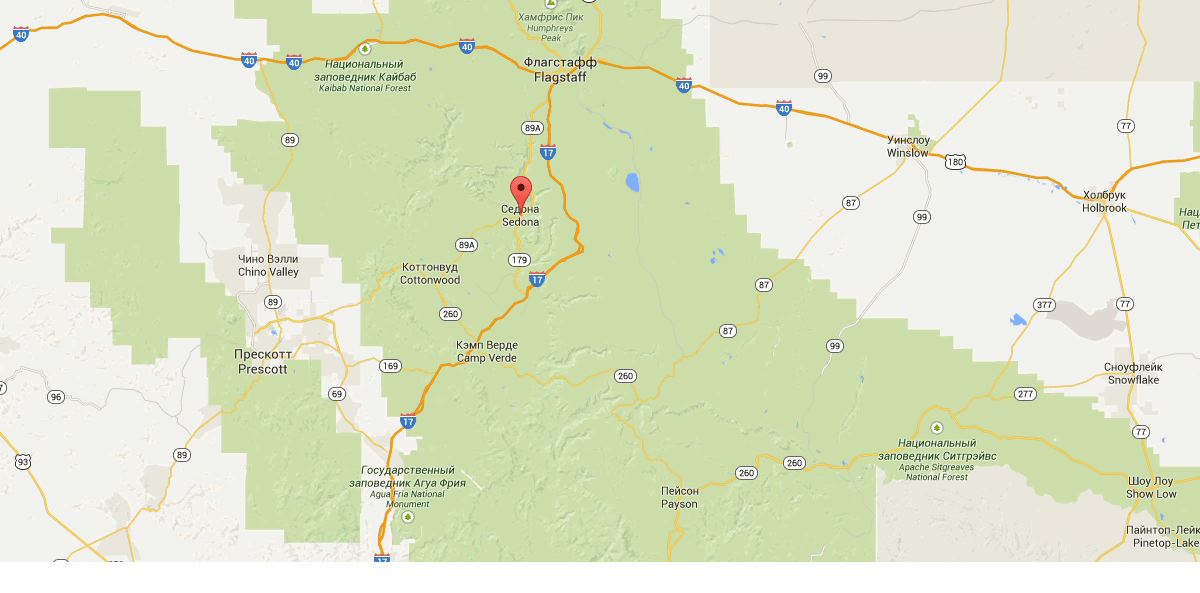 Хамфрис Пик
Humphreys
Peak
40
40
40
40
Национальный
заповедник Кайбаб
Kaibab National Forest
Флагстафф
Flagstaff
40
99
40
89A
77
89
17
Уинслоу
Winslow
180
Седона
Sedona
87
99
Холбрук
Holbrook
Нац
Пет
89A
179
Чино Вэлли
Chino Valley
Коттонвуд
Cottonwood
17
87
89
260
377
77
87
Кэмп Верде
Camp Verde
99
Прескотт
Prescott
169
260
Сноуфлейк
Snowflake
96
69
277
17
77
89
93
Национальный
заповедник Ситгрэйвс
Apache Sitgreaves
National Forest
260
260
Государственный
заповедник Агуа Фрия
Agua Fria National
Monument
Пейсон
Payson
Шоу Лоу
Show Low
Пайнтоп-Лейк
Pinetop-Lake
17